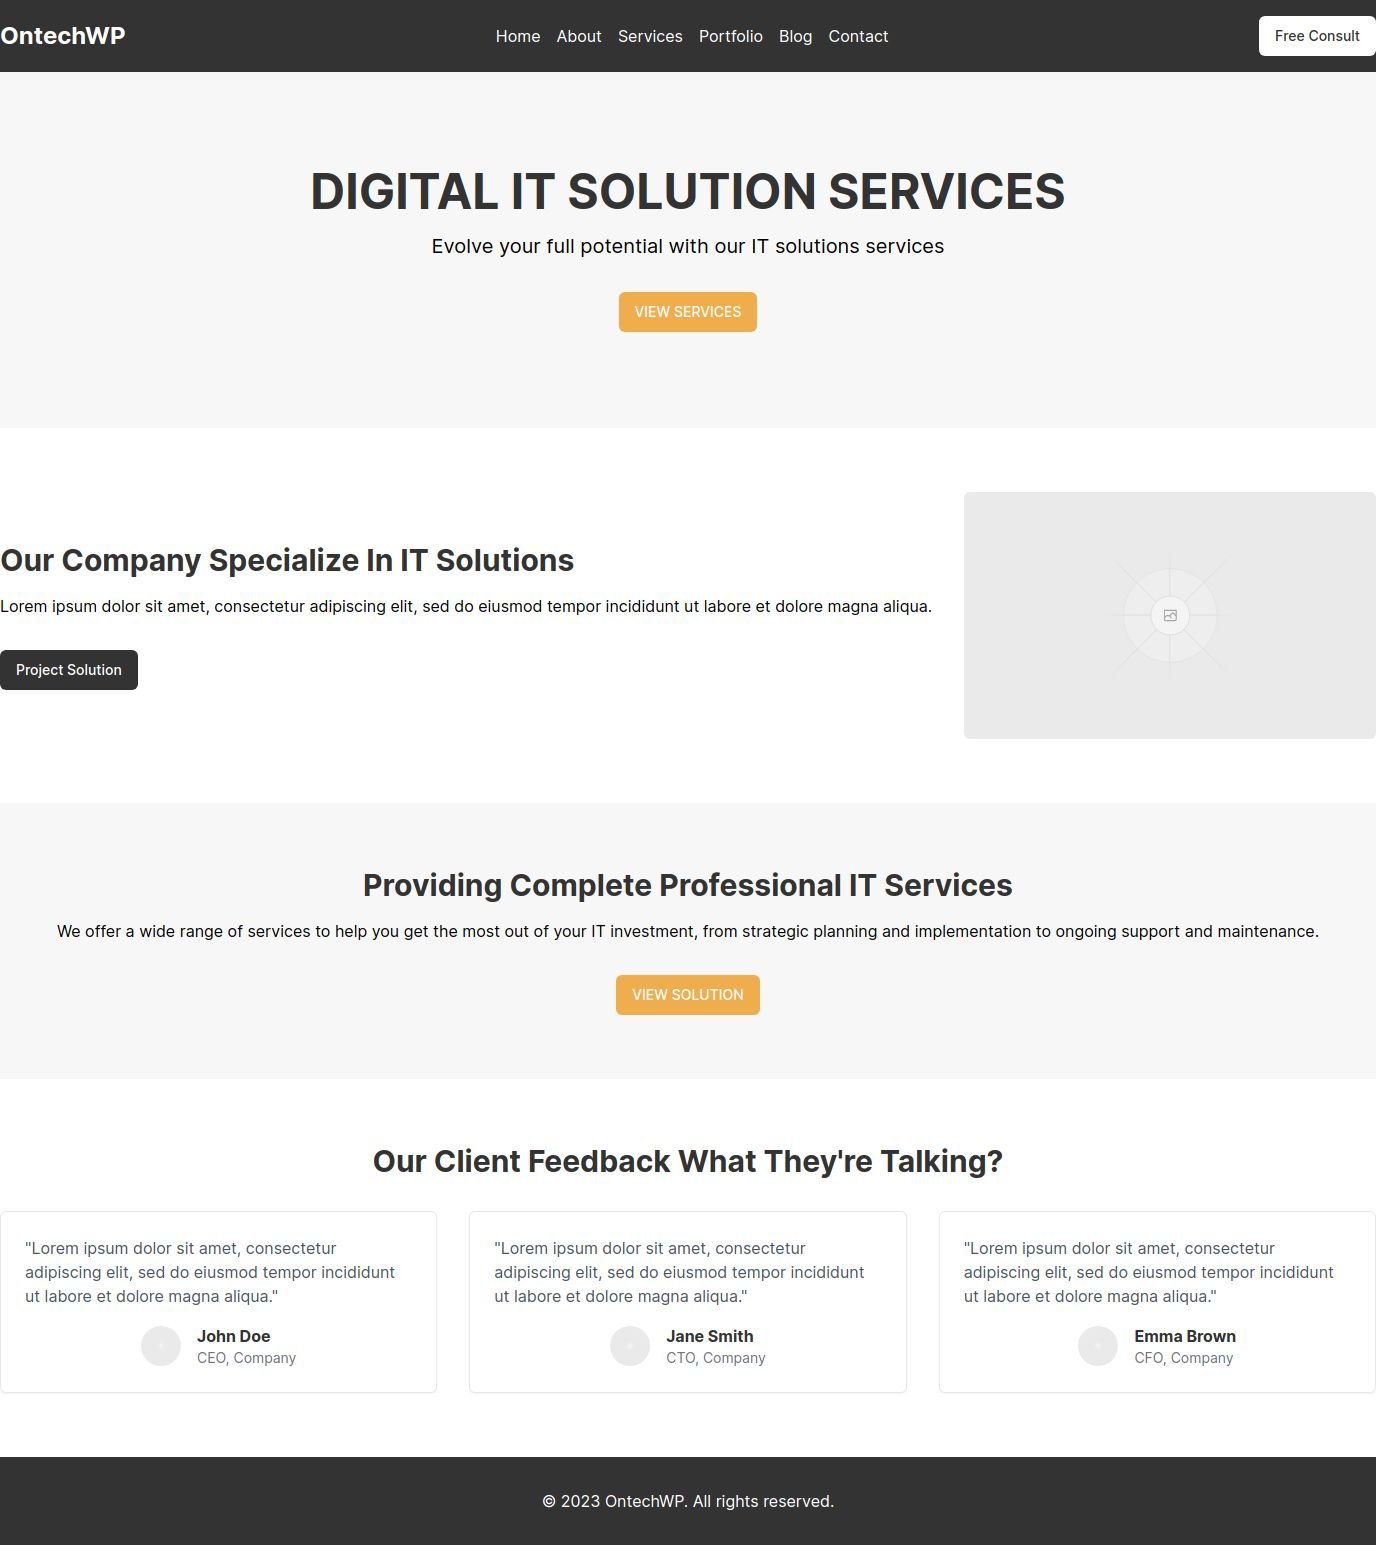 OntechWP
Home About Services Portfolio Blog Contact
Free Consult
DIGITAL IT SOLUTION SERVICES
Evolve your full potential with our IT solutions services
VIEW SERVICES
Our Company Specialize In IT Solutions
Lorem ipsum dolor sit amet, consectetur adipiscing elit, sed do eiusmod tempor incididunt ut labore et dolore magna aliqua.
Project Solution
Providing Complete Professional IT Services
We offer a wide range of services to help you get the most out of your IT investment, from strategic planning and implementation to ongoing support and maintenance.
VIEW SOLUTION
Our Client Feedback What They're Talking?
"Lorem ipsum dolor sit amet, consectetur
adipiscing elit, sed do eiusmod tempor incididunt
ut labore et dolore magna aliqua."
John Doe
CEO, Company
"Lorem ipsum dolor sit amet, consectetur
adipiscing elit, sed do eiusmod tempor incididunt
ut labore et dolore magna aliqua."
Jane Smith
CTO, Company
"Lorem ipsum dolor sit amet, consectetur
adipiscing elit, sed do eiusmod tempor incididunt
ut labore et dolore magna aliqua."
Emma Brown
CFO, Company
© 2023 OntechWP. All rights reserved.